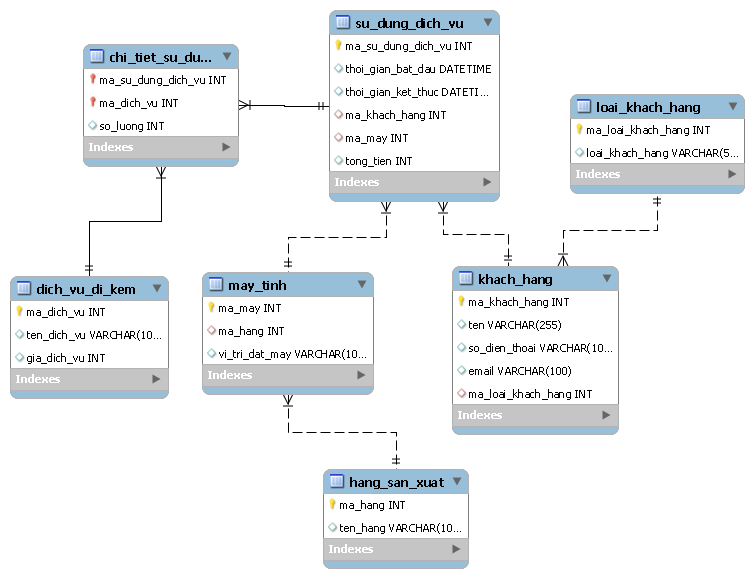 chi_tiet_su_du...
ma_su_dung_dich_vu INT
ma_dich_vu INT
so_luong INT
Indexes
su_dung_dich_vu
ma_su_dung_dich_vu INT
thoi_gian_bat_dau DATETIME
thoi_gian_ket_thuc DATETI...
ma_khach_hang INT
ma_may INT
tong_tien INT
Indexes
loai_khach_hang
ma_loai_khach_hang INT
loai_khach_hang VARCHAR(5...
Indexes
dich_vu_di_kem
ma_dich_vu INT
ten_dich_vu VARCHAR(10...
gia_dich_vu INT
Indexes
may_tinh
ma_may INT
ma_hang INT
vi_tri_dat_may VARCHAR(10...
Indexes
khach_hang
ma_khach_hang INT
ten VARCHAR(255)
so_dien_thoai VARCHAR(10...
email VARCHAR(100)
ma_loai_khach_hang INT
Indexes
hang_san_xuat
ma_hang INT
ten_hang VARCHAR(10...
Indexes